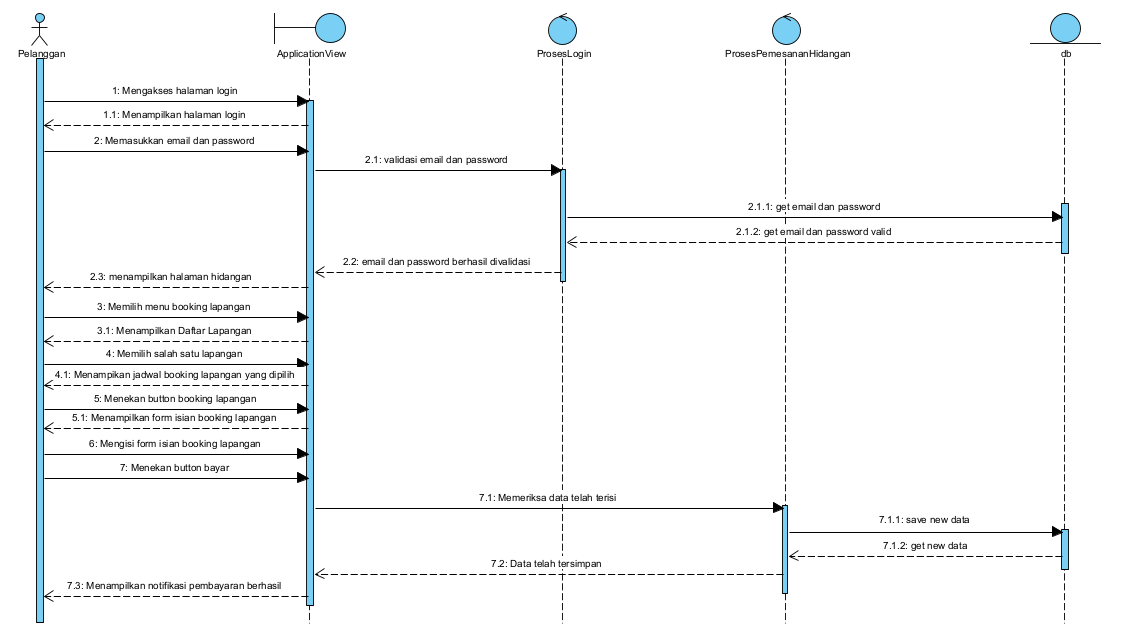 Pelanggan
ApplicationView
ProsesLogin
ProsesPemesananHidangan
db
1: Mengakses halaman login
1.1: Menampilkan halaman login
2: Memasukkan email dan password
2.1: validasi email dan password
2.1.1: get email dan password
2.1.2: get email dan password valid
2.2: email dan password berhasil divalidasi
2.3: menampilkan halaman hidangan
3: Memilih menu booking lapangan
3.1: Menampilkan Daftar Lapangan
4: Memilih salah satu lapangan
4.1: Menampikan jadwal booking lapangan yang dipilih
5: Menekan button booking lapangan
5.1: Menampilkan form isian booking lapangan
6: Mengisi form isian booking lapangan
7: Menekan button bayar
7.1: Memeriksa data telah terisi
7.1.1: save new data
7.1.2: get new data
7.2: Data telah tersimpan
7.3: Menampilkan notifikasi pembayaran berhasil